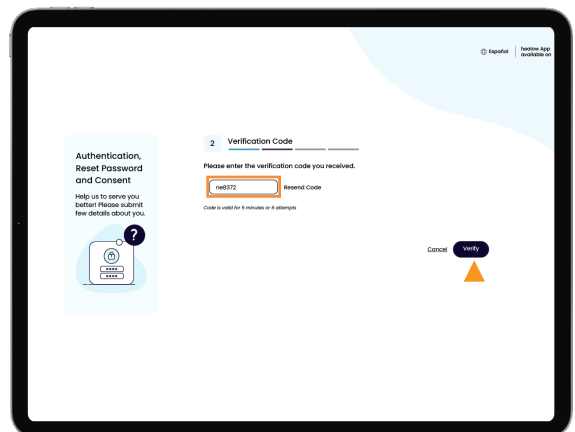 Español
healow App
available on
Authentication,
Reset Password
and Consent
Help us to serve you
better! Please submit
few details about you.
?
2 Verification Code
Please enter the verification code you received.
ne8372 Resend Code
Code is valid for 5 minutes or 6 attempts
Cancel Verify